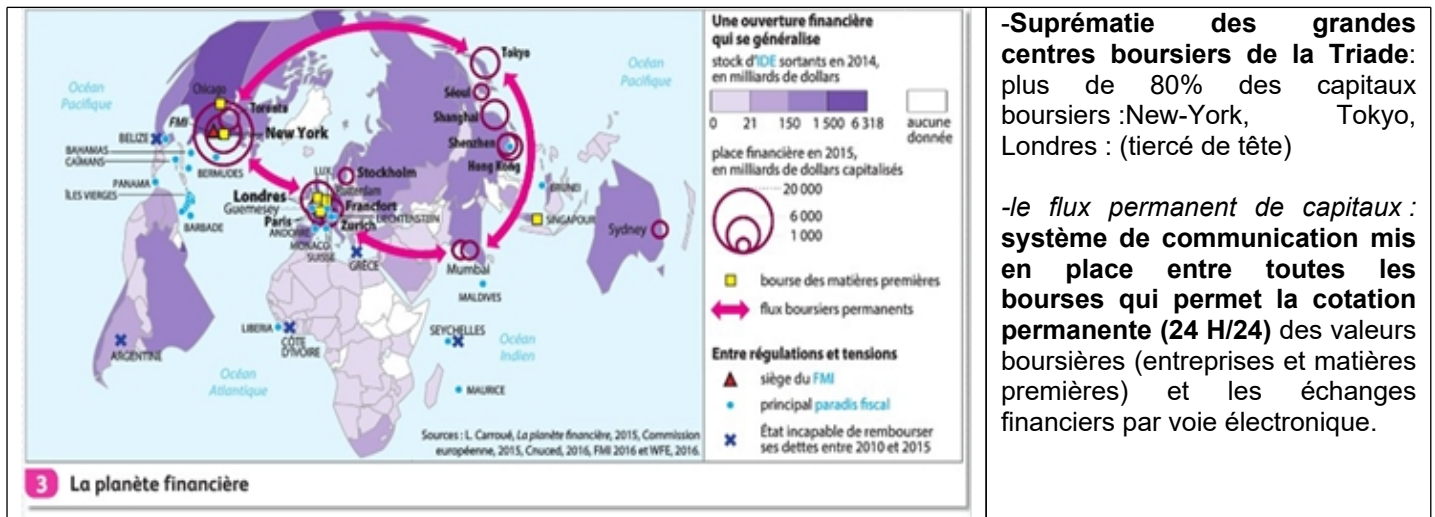 Océan
Pacifique
Chicago
Toronto
FMI
New York
BELIZE
BAHAMAS
CAÏMANS
BERMUDES
PANAMA
ÎLES VIERGES
BARBADE
ARGENTINE
Océan
Atlantique
LUX.
Stockholm
Rotterdam
Londres
Guernesey
Francfort
Paris
LIECHTENSTEIN
Zurich
ANDORRE
MONACO
SUISSE
GRÈCE
LIBERIA
CÔTE
D'IVOIRE
Tokyo
Séoul
Shanghai
Shenzhen
Hong Kong
Océan
Pacifique
BRUNEI
SINGAPOUR
Sydney
Mumbai
MALDIVES
SEYCHELLES
Océan
Indien
MAURICE
Sources : L. Carroué, La planète financière, 2015, Commission
européenne, 2015, Cnuced, 2016, FMI 2016 et WFE, 2016.
Une ouverture financière
qui se généralise
stock d'IDE sortants en 2014,
en milliards de dollars
0 21 150 1 500 6 318
aucune
donnée
place financière en 2015,
en milliards de dollars capitalisés
20 000
6 000
1 000
bourse des matières premières
flux boursiers permanents
Entre régulations et tensions
siège du FMI
principal paradis fiscal
État incapable de rembourser
ses dettes entre 2010 et 2015
3 La planète financière
-Suprématie des grandes
centres boursiers de la Triade:
plus de 80% des capitaux
boursiers :New-York, Tokyo,
Londres : (tiercé de tête)
-le flux permanent de capitaux :
système de communication mis
en place entre toutes les
bourses qui permet la cotation
permanente (24 H/24) des valeurs
boursières (entreprises et matières
premières) et les échanges
financiers par voie électronique.